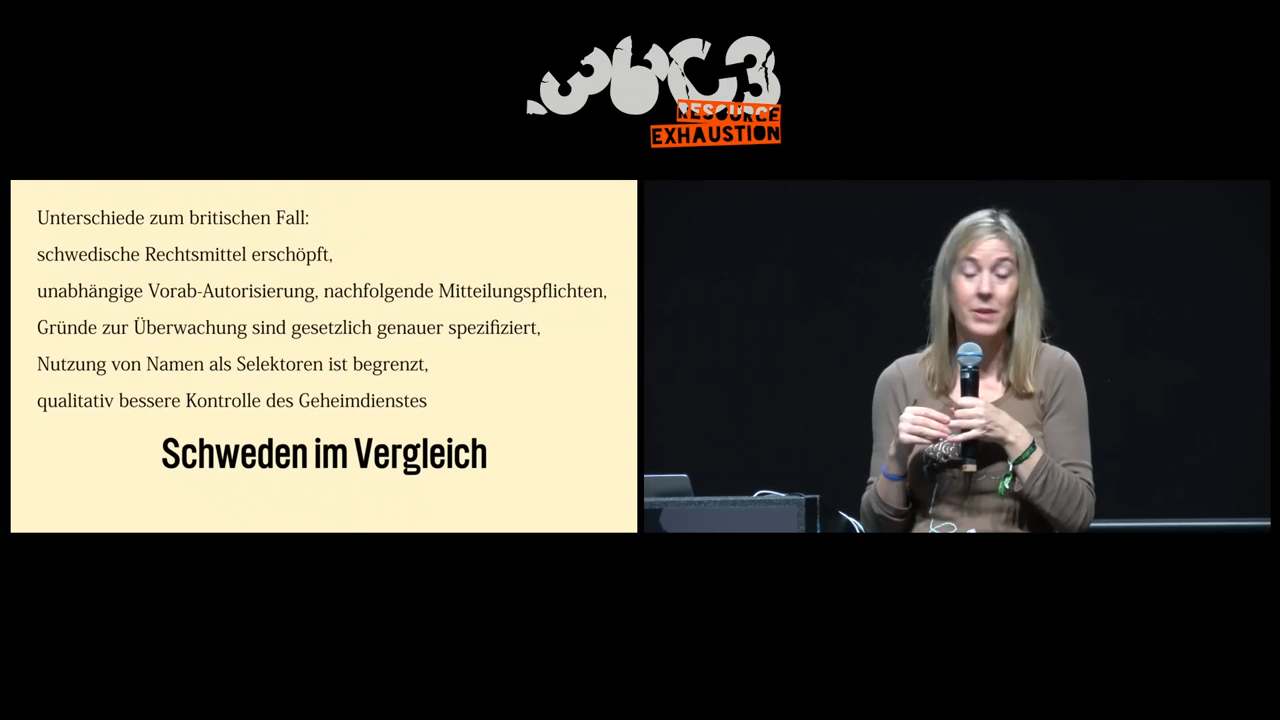 36C3
RESOURCE
EXHAUSTION
Unterschiede zum britischen Fall:
schwedische Rechtsmittel erschöpft,
unabhängige Vorab-Autorisierung, nachfolgende Mitteilungspflichten,
Gründe zur Überwachung sind gesetzlich genauer spezifiziert,
Nutzung von Namen als Selektoren ist begrenzt,
qualitativ bessere Kontrolle des Geheimdienstes
Schweden im Vergleich